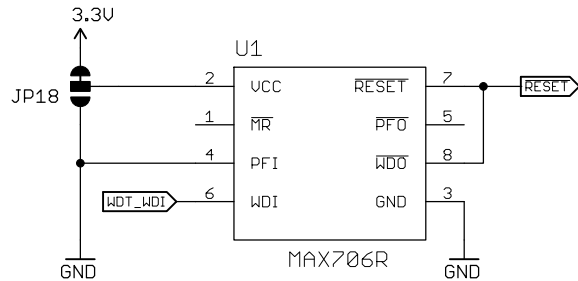 3.3V
U1
JP18
2 VCC RESET 7
RESET
1 MR PFO 5
4 PFI WDO 8
WDT_WDI
6 WDI GND 3
MAX706R
GND
GND